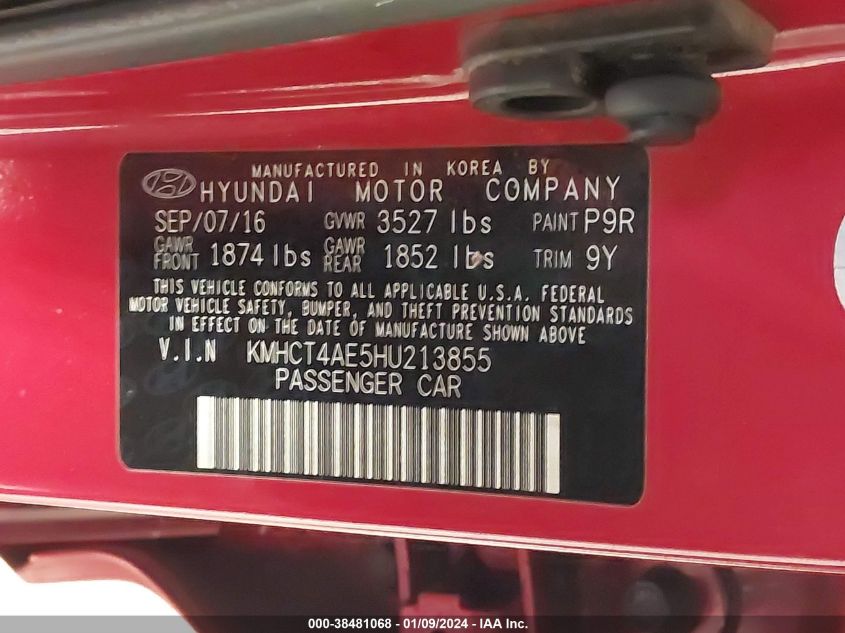 MANUFACTURED IN KOREA BY
HYUNDAI MOTOR COMPANY
SEP/07/16 GVWR 3527 lbs PAINT P9R
GAWR FRONT 1874 lbs GAWR REAR 1852 lbs TRIM 9Y
THIS VEHICLE CONFORMS TO ALL APPLICABLE U.S.A. FEDERAL
MOTOR VEHICLE SAFETY, BUMPER, AND THEFT PREVENTION STANDARDS
IN EFFECT ON THE DATE OF MANUFACTURE SHOWN ABOVE
V.I.N KMHCT4AE5HU213855
PASSENGER CAR
000-38481068 - 01/09/2024 - IAA Inc.